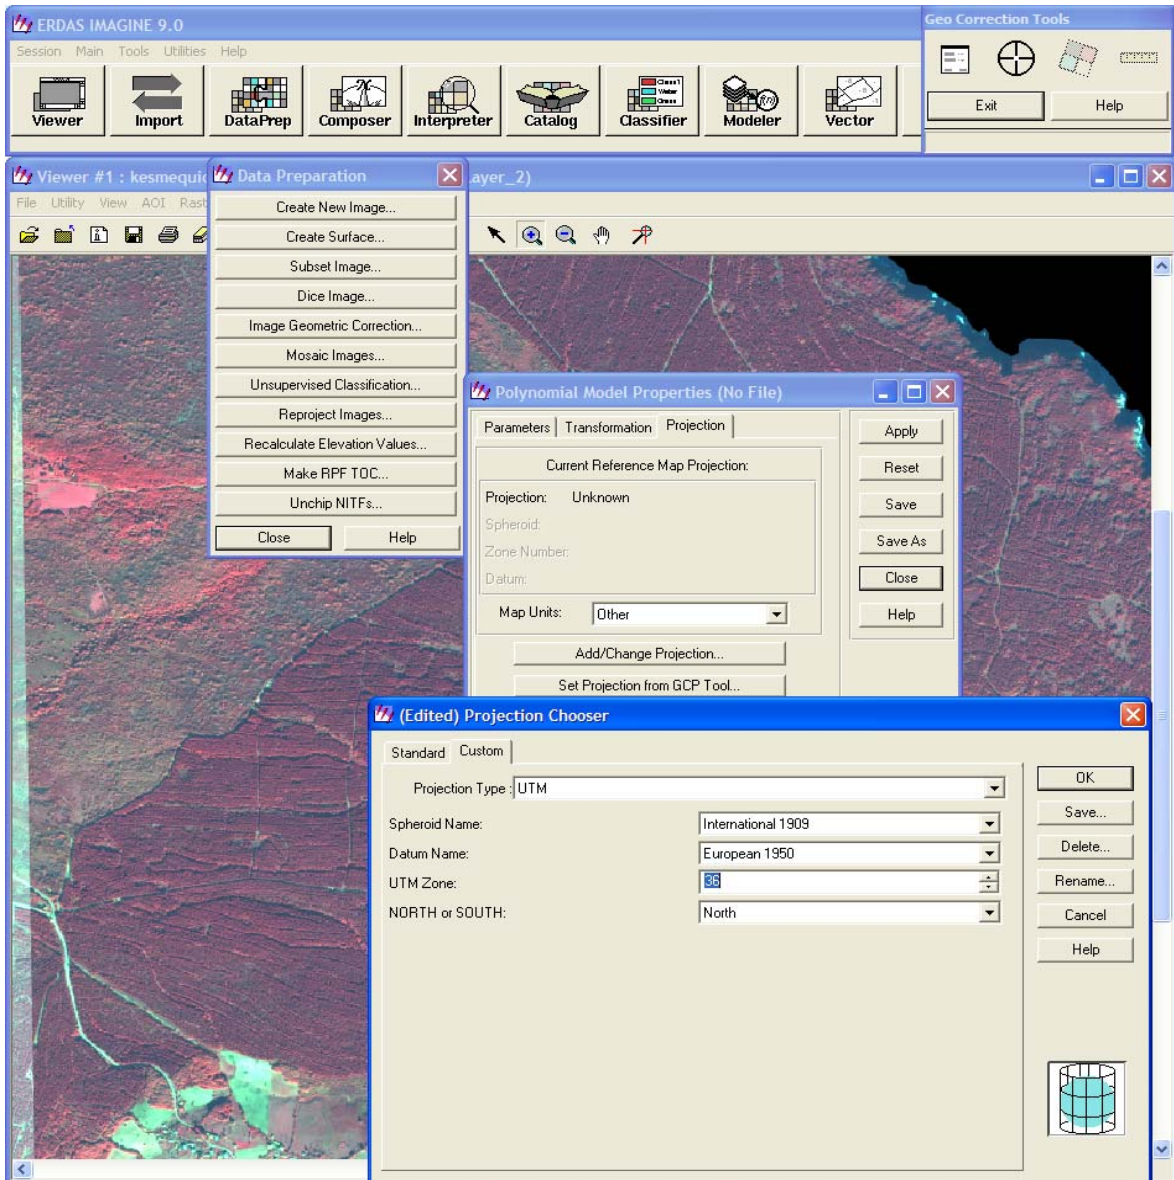 ERDAS IMAGINE 9.0
Session Main Tools Utilities Help
Viewer Import DataPrep Composer Interpreter Catalog Classifier Modeler Vector
Class1
Water
Grass
Geo Correction Tools
Exit Help
Viewer #1 : kesmequic
ayer_2)
File Utility View AOI Rast
Data Preparation
Create New Image...
Create Surface...
Subset Image...
Dice Image...
Image Geometric Correction...
Mosaic Images...
Unsupervised Classification...
Reproject Images...
Recalculate Elevation Values...
Make RPF TOC...
Unchip NITFs...
Close Help
Polynomial Model Properties (No File)
Parameters Transformation Projection
Current Reference Map Projection:
Projection: Unknown
Spheroid:
Zone Number:
Datum:
Map Units: Other
Add/Change Projection...
Set Projection from GCP Tool...
Apply
Reset
Save
Save As
Close
Help
(Edited) Projection Chooser
Standard Custom
Projection Type : UTM
Spheroid Name: International 1909
Datum Name: European 1950
UTM Zone: 36
NORTH or SOUTH: North
OK
Save...
Delete...
Rename...
Cancel
Help